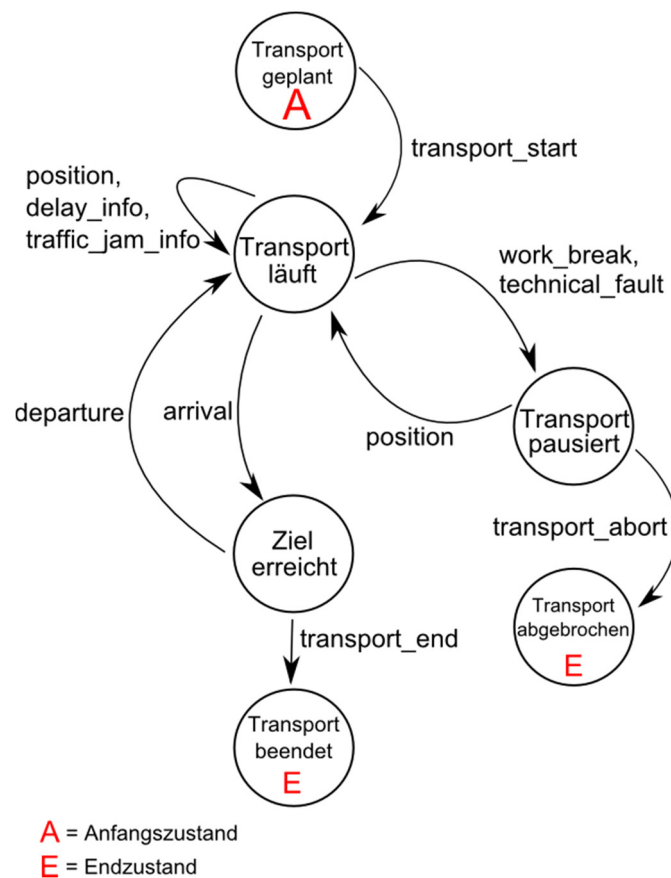 Transport
geplant
A
transport_start
position,
delay_info,
traffic_jam_info
Transport
läuft
work_break,
technical_fault
departure
arrival
position
Transport
pausiert
transport_abort
Ziel
erreicht
Transport
abgebrochen
E
transport_end
Transport
beendet
E
A = Anfangszustand
E = Endzustand